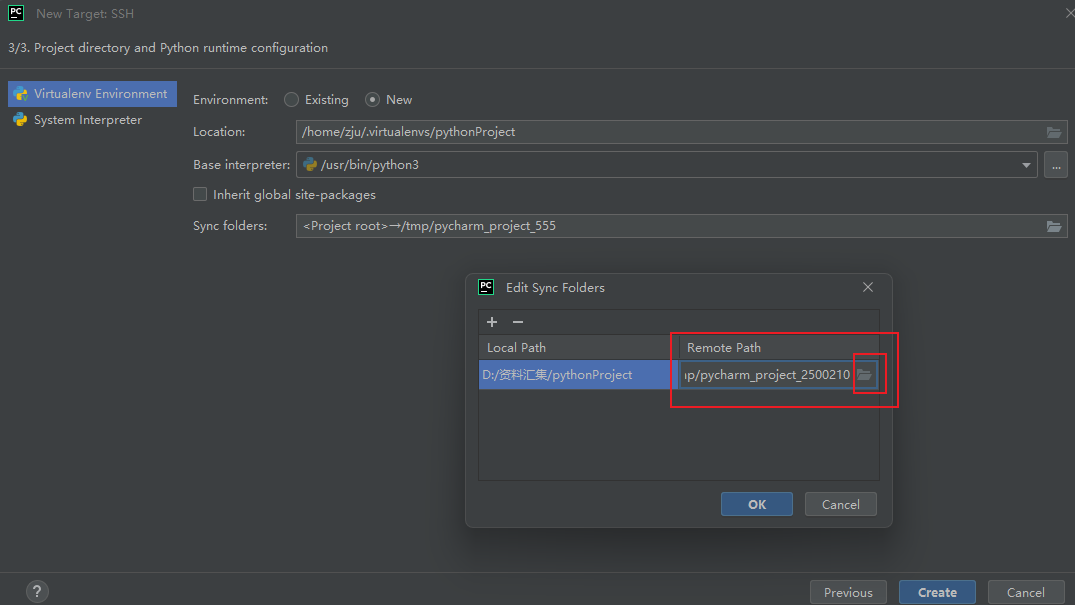 PC New Target: SSH
3/3. Project directory and Python runtime configuration
Virtualenv Environment
System Interpreter
Environment: Existing New
Location: /home/zju/.virtualenvs/pythonProject
Base interpreter: /usr/bin/python3 ...
Inherit global site-packages
Sync folders: <Project root>→/tmp/pycharm_project_555
PC Edit Sync Folders
+ −
Local Path Remote Path
D:/资料汇集/pythonProject p/pycharm_project_2500210
OK Cancel
? Previous Create Cancel